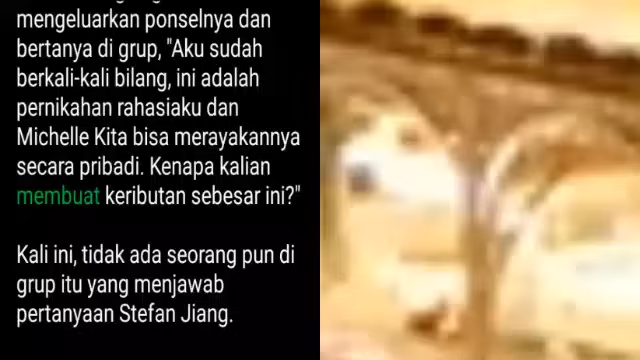 mengeluarkan ponselnya dan
bertanya di grup, "Aku sudah
berkali-kali bilang, ini adalah
pernikahan rahasiaku dan
Michelle Kita bisa merayakannya
secara pribadi. Kenapa kalian
membuat keributan sebesar ini?"
Kali ini, tidak ada seorang pun di
grup itu yang menjawab
pertanyaan Stefan Jiang.